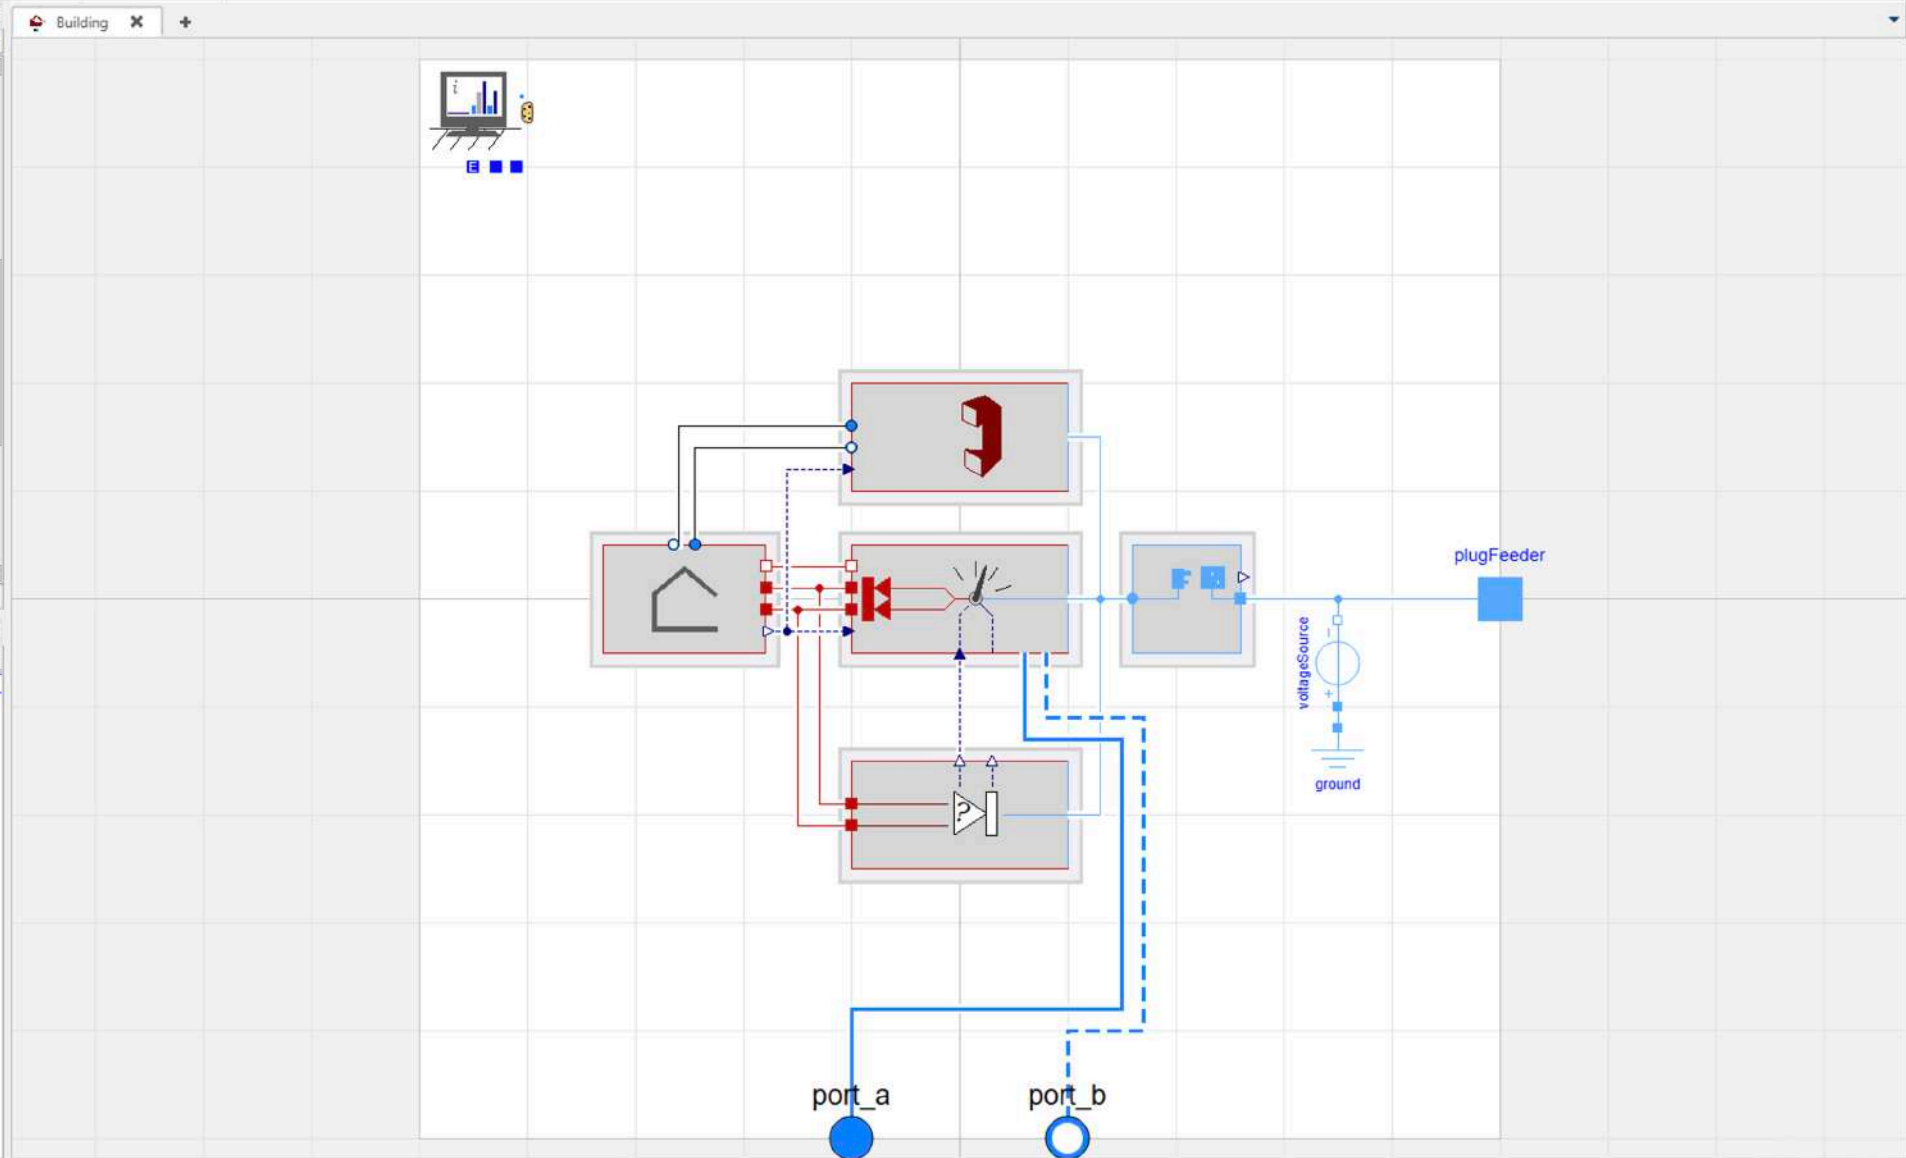 Building
i
E
plugFeeder
voltageSource
−
+
ground
?
port_a
port_b